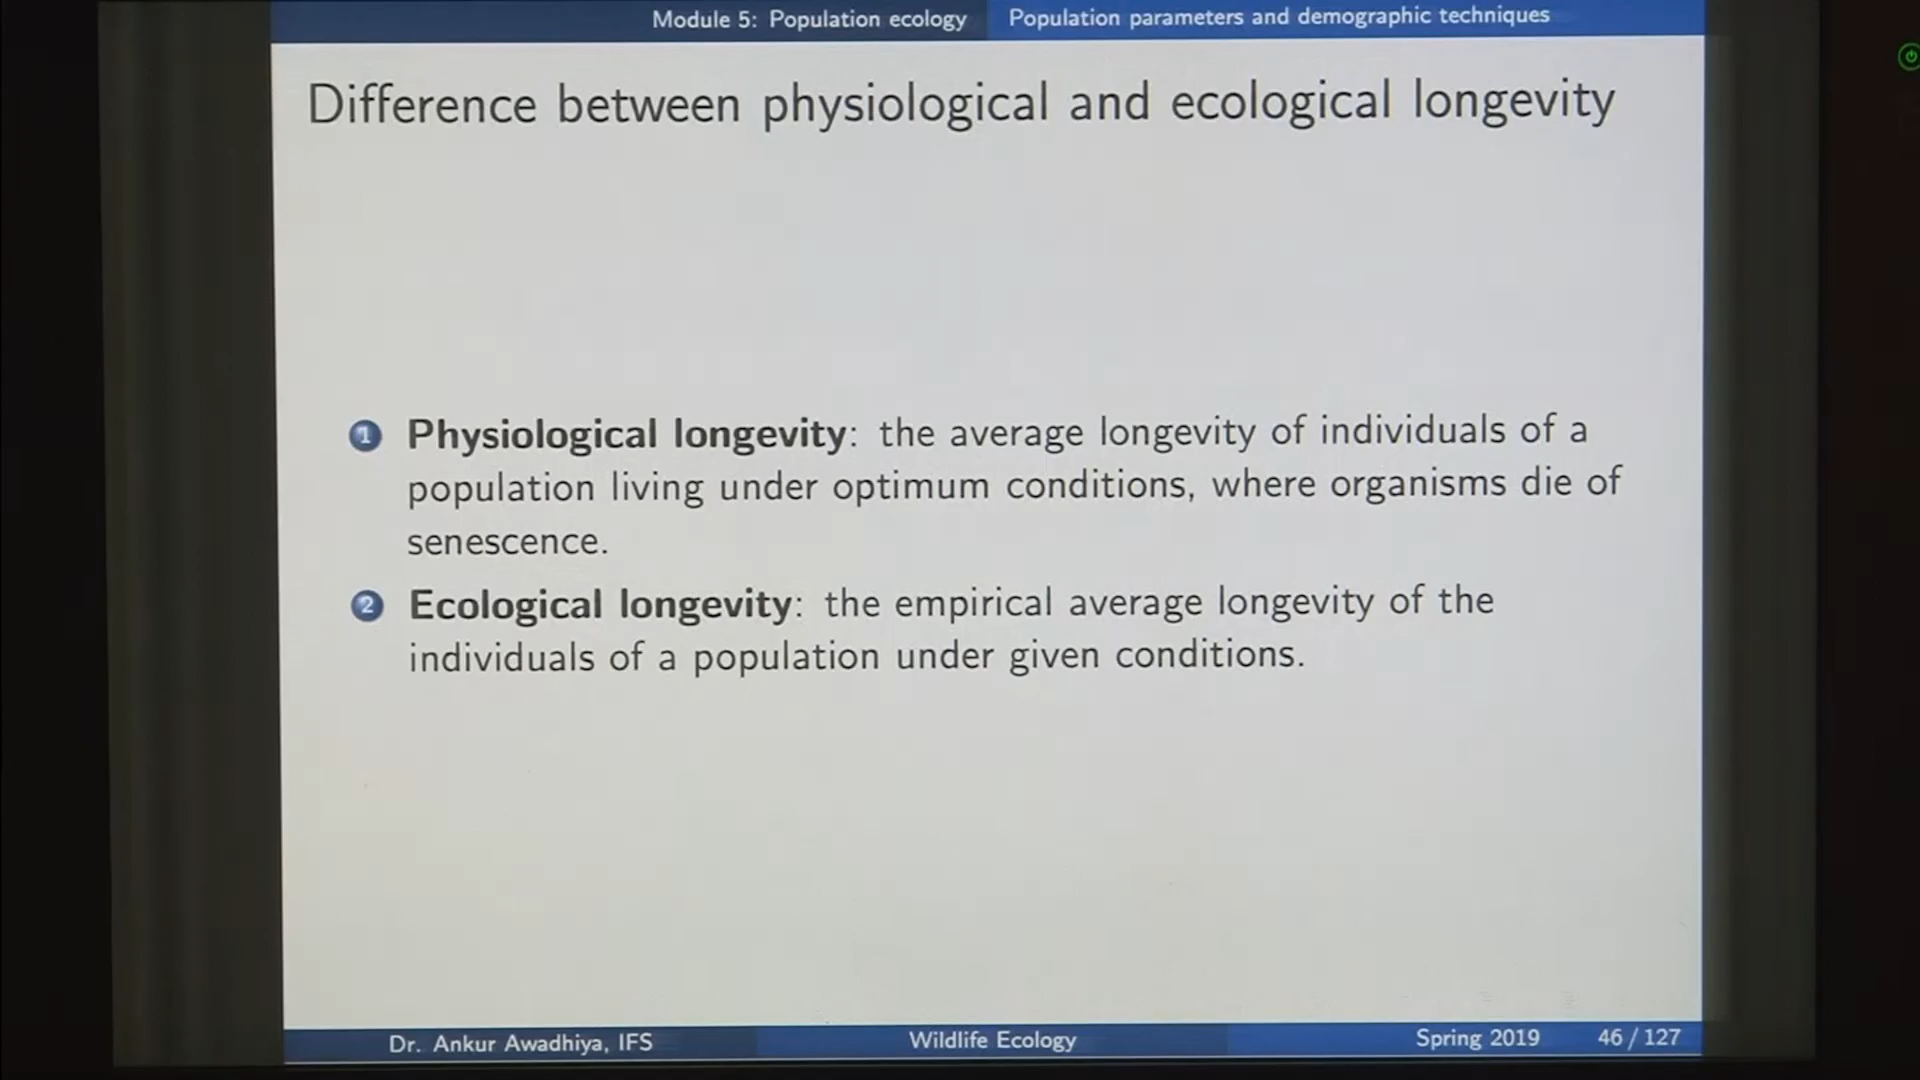 Module 5: Population ecology Population parameters and demographic techniques
Difference between physiological and ecological longevity
1 Physiological longevity: the average longevity of individuals of a
population living under optimum conditions, where organisms die of
senescence.
2 Ecological longevity: the empirical average longevity of the
individuals of a population under given conditions.
Dr. Ankur Awadhiya, IFS Wildlife Ecology Spring 2019 46 / 127